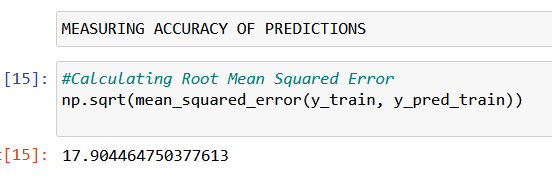 MEASURING ACCURACY OF PREDICTIONS
[15]: #Calculating Root Mean Squared Error
np.sqrt(mean_squared_error(y_train, y_pred_train))
t[15]: 17.904464750377613